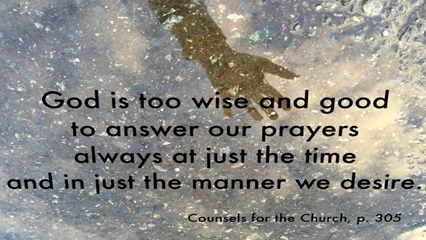 God is too wise and good
to answer our prayers
always at just the time
and in just the manner we desire.
Counsels for the Church, p. 305